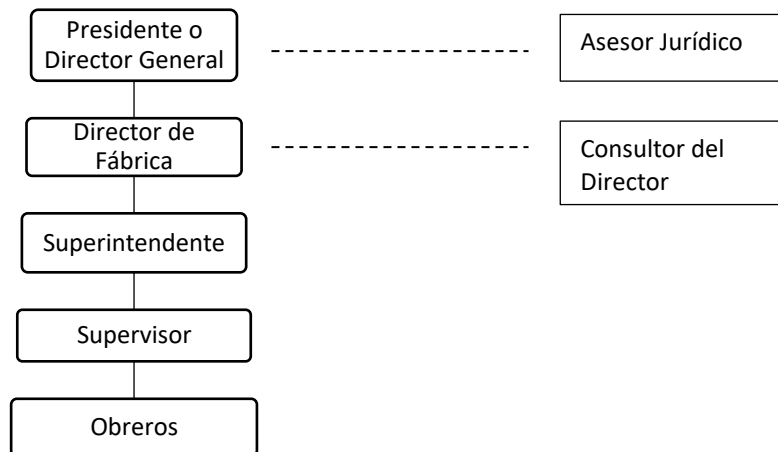 Presidente o
Director General
Asesor Jurídico
Director de
Fábrica
Consultor del
Director
Superintendente
Supervisor
Obreros